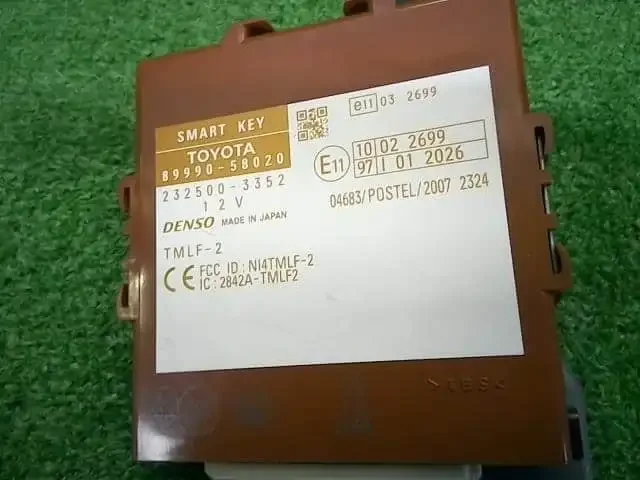 SMART KEY
TOYOTA
89990-58020
232500-3352
12V
DENSO MADE IN JAPAN
TMLF-2
CE FCC ID : NI4TMLF-2
IC : 2842A-TMLF2
e11 03 2699
E11 10 02 2699
97 I 01 2026
04683/POSTEL/2007 2324